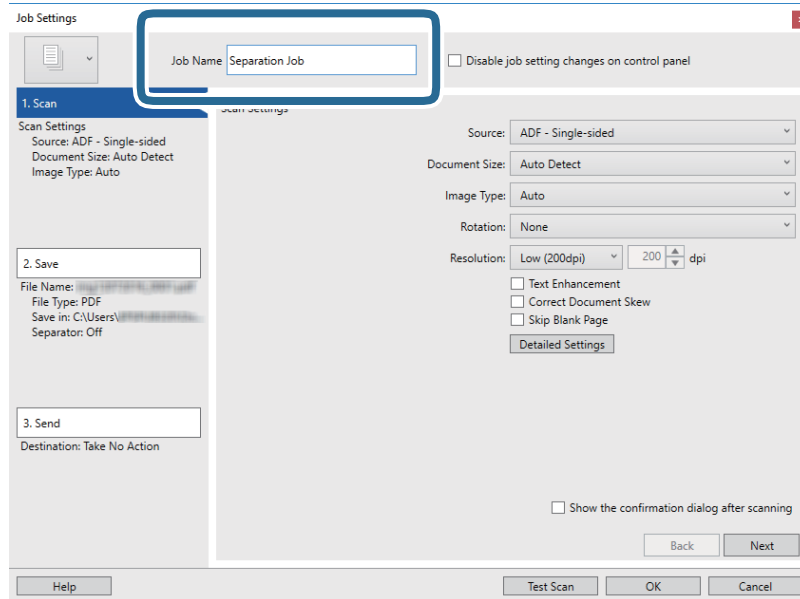 Job Settings
Job Name Separation Job
Disable job setting changes on control panel
1. Scan
Scan Settings
Source: ADF - Single-sided
Document Size: Auto Detect
Image Type: Auto
2. Save
File Name:
File Type: PDF
Save in: C:\Users\
Separator: Off
3. Send
Destination: Take No Action
Scan Settings
Source: ADF - Single-sided
Document Size: Auto Detect
Image Type: Auto
Rotation: None
Resolution: Low (200dpi) 200 dpi
Text Enhancement
Correct Document Skew
Skip Blank Page
Detailed Settings
Show the confirmation dialog after scanning
Back Next
Help Test Scan OK Cancel